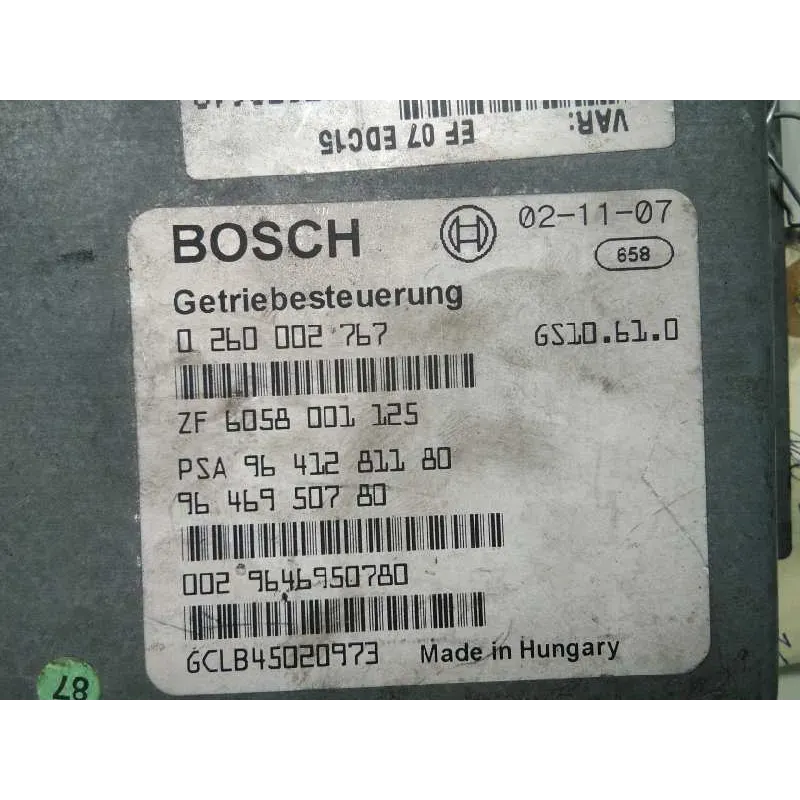 VAR:
EF 07 EDC15
BOSCH
02-11-07
658
Getriebesteuerung
0 260 002 767
GS10.61.0
ZF 6058 001 125
PSA 96 412 811 80
96 469 507 80
002 9646950780
GCLB45020973
Made in Hungary
87